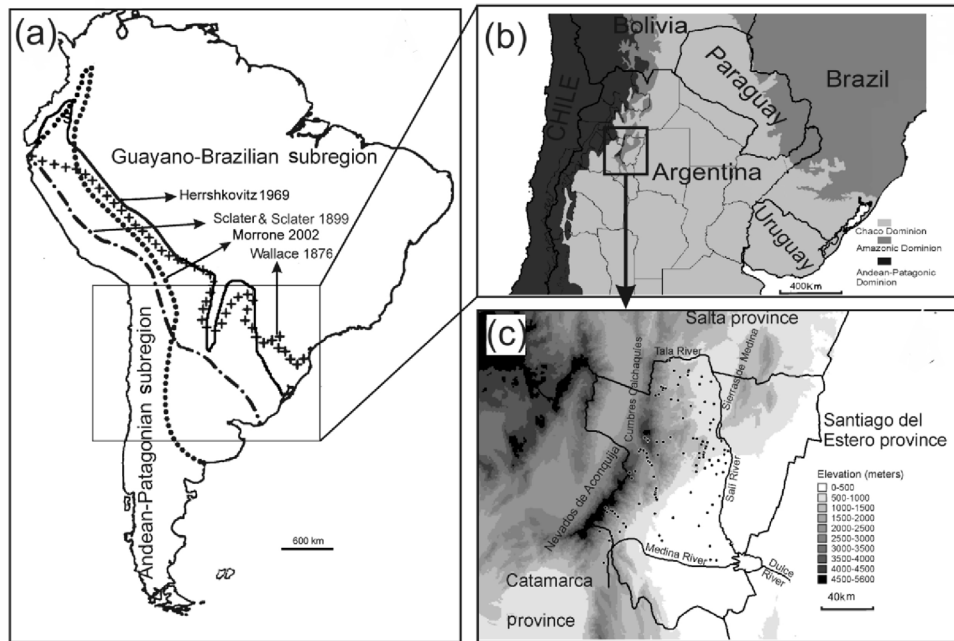 (a)
Guayano-Brazilian subregion
Herrshkovitz 1969
Sclater & Sclater 1899
Morrone 2002
Wallace 1876
Andean-Patagonian subregion
600 km
(b)
Bolivia
Paraguay
Brazil
CHILE
Argentina
Uruguay
Chaco Dominion
Amazonic Dominion
Andean-Patagonic
Dominion
400km
(c)
Salta province
Tala River
Sierras de Medina
Cumbres Calchaquíes
Santiago del
Estero province
Nevados de Aconquija
Salí River
Medina River
Dulce
River
Catamarca
province
Elevation (meters)
0-500
500-1000
1000-1500
1500-2000
2000-2500
2500-3000
3000-3500
3500-4000
4000-4500
4500-5600
40km